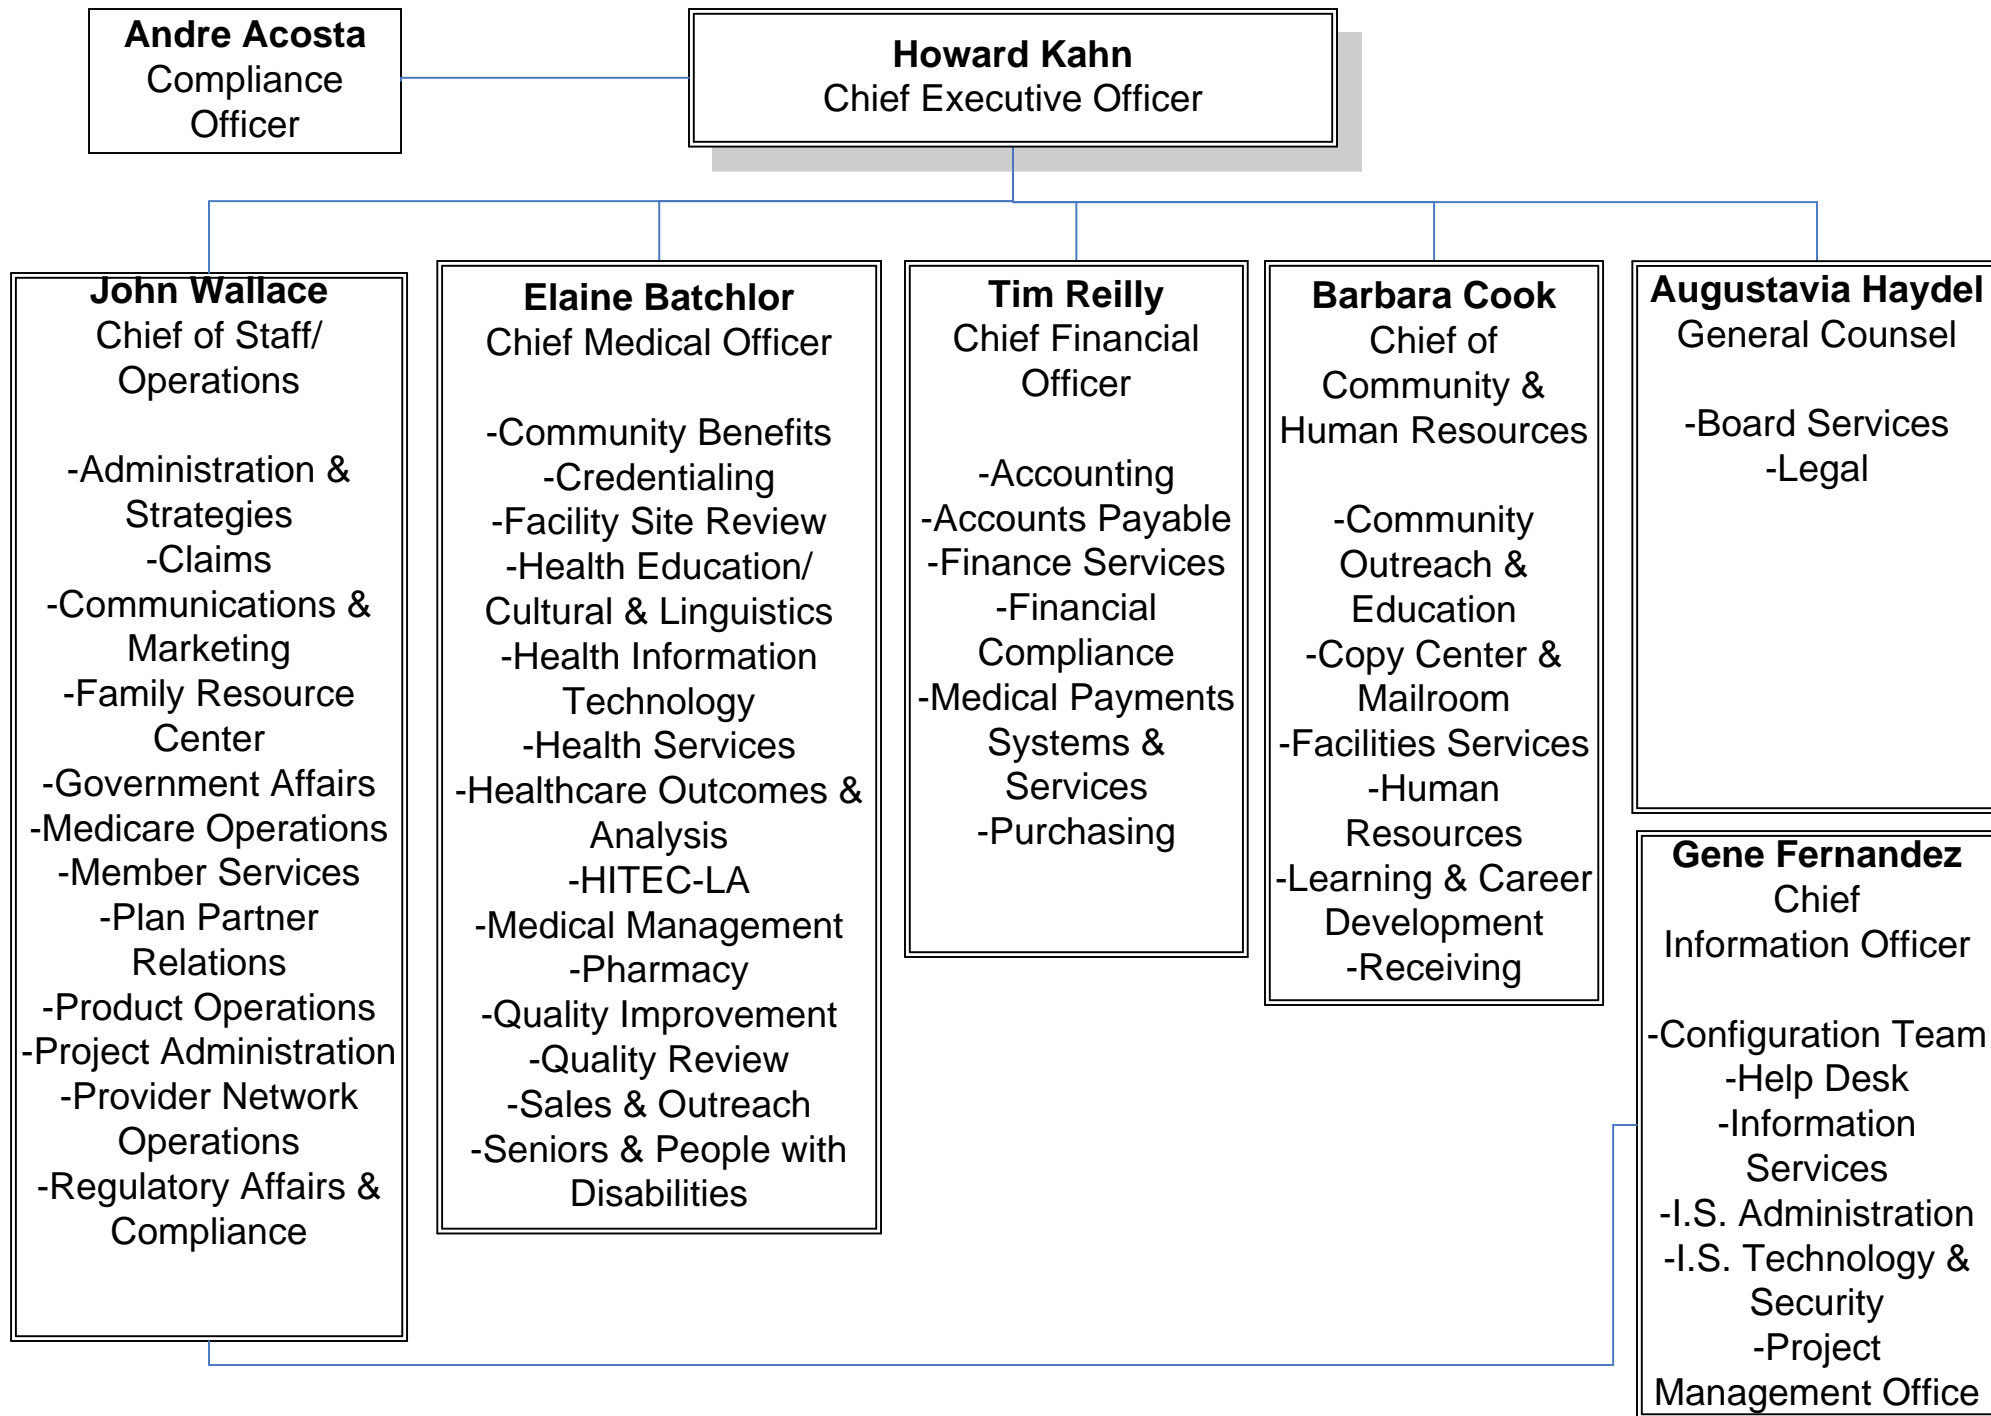 Andre Acosta
Compliance
Officer
Howard Kahn
Chief Executive Officer
John Wallace
Chief of Staff/
Operations
-Administration &
Strategies
-Claims
-Communications &
Marketing
-Family Resource
Center
-Government Affairs
-Medicare Operations
-Member Services
-Plan Partner
Relations
-Product Operations
-Project Administration
-Provider Network
Operations
-Regulatory Affairs &
Compliance
Elaine Batchlor
Chief Medical Officer
-Community Benefits
-Credentialing
-Facility Site Review
-Health Education/
Cultural & Linguistics
-Health Information
Technology
-Health Services
-Healthcare Outcomes &
Analysis
-HITEC-LA
-Medical Management
-Pharmacy
-Quality Improvement
-Quality Review
-Sales & Outreach
-Seniors & People with
Disabilities
Tim Reilly
Chief Financial
Officer
-Accounting
-Accounts Payable
-Finance Services
-Financial
Compliance
-Medical Payments
Systems &
Services
-Purchasing
Barbara Cook
Chief of
Community &
Human Resources
-Community
Outreach &
Education
-Copy Center &
Mailroom
-Facilities Services
-Human
Resources
-Learning & Career
Development
-Receiving
Augustavia Haydel
General Counsel
-Board Services
-Legal
Gene Fernandez
Chief
Information Officer
-Configuration Team
-Help Desk
-Information
Services
-I.S. Administration
-I.S. Technology &
Security
-Project
Management Office